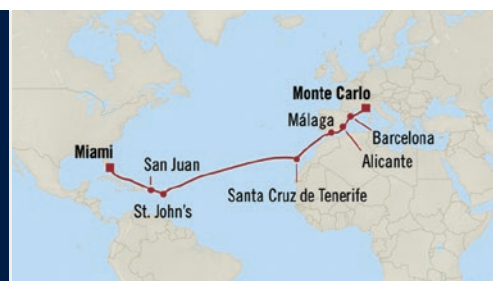 Monte Carlo
Málaga
Barcelona
Miami
San Juan
Alicante
Santa Cruz de Tenerife
St. John's